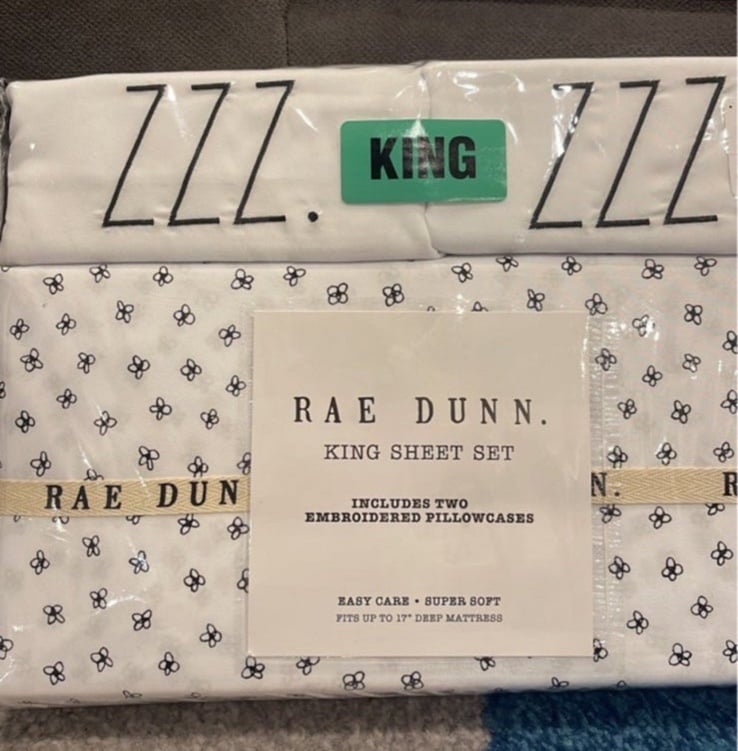 ZZZ.
KING
ZZZ
RAE DUNN.
KING SHEET SET
INCLUDES TWO
EMBROIDERED PILLOWCASES
EASY CARE • SUPER SOFT
FITS UP TO 17" DEEP MATTRESS
RAE DUN
N.
R